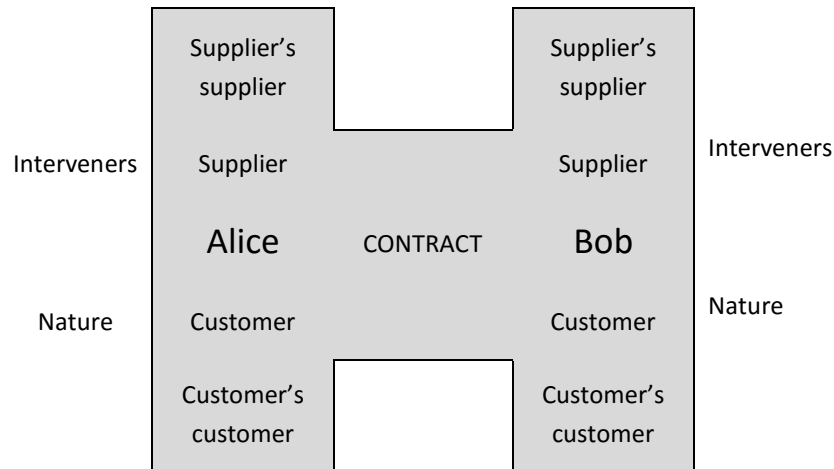 Supplier’s
supplier
Supplier’s
supplier
Interveners
Supplier
Supplier
Interveners
Alice
CONTRACT
Bob
Nature
Customer
Customer
Nature
Customer’s
customer
Customer’s
customer